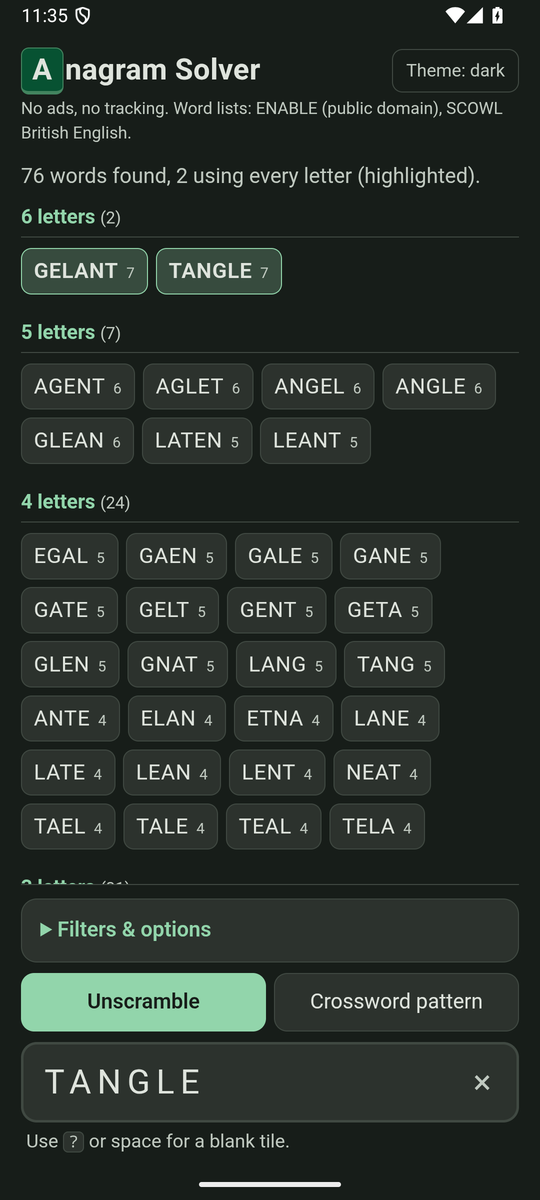 11:35
Anagram Solver
Theme: dark
No ads, no tracking. Word lists: ENABLE (public domain), SCOWL
British English.
76 words found, 2 using every letter (highlighted).
6 letters (2)
GELANT 7 TANGLE 7
5 letters (7)
AGENT 6 AGLET 6 ANGEL 6 ANGLE 6
GLEAN 6 LATEN 5 LEANT 5
4 letters (24)
EGAL 5 GAEN 5 GALE 5 GANE 5
GATE 5 GELT 5 GENT 5 GETA 5
GLEN 5 GNAT 5 LANG 5 TANG 5
ANTE 4 ELAN 4 ETNA 4 LANE 4
LATE 4 LEAN 4 LENT 4 NEAT 4
TAEL 4 TALE 4 TEAL 4 TELA 4
letters
▶ Filters & options
Unscramble Crossword pattern
TANGLE ×
Use ? or space for a blank tile.